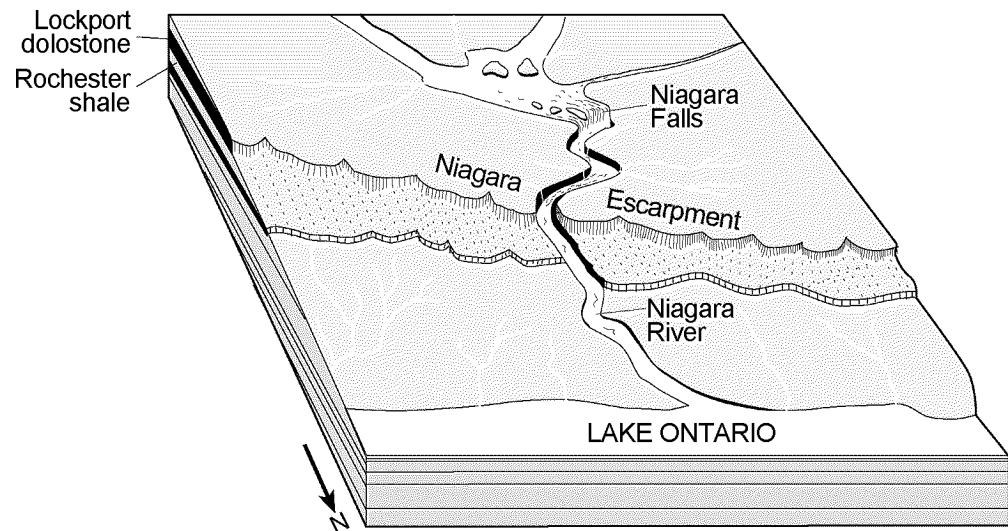 Lockport
dolostone
Rochester
shale
Niagara
Falls
Niagara
Escarpment
Niagara
River
LAKE ONTARIO
N